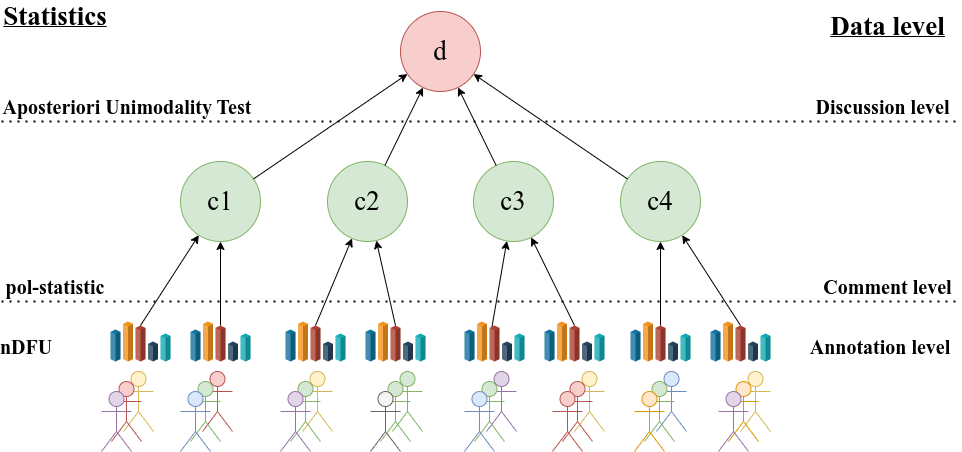 Statistics
Data level
d
Aposteriori Unimodality Test
Discussion level
c1
c2
c3
c4
pol-statistic
Comment level
nDFU
Annotation level